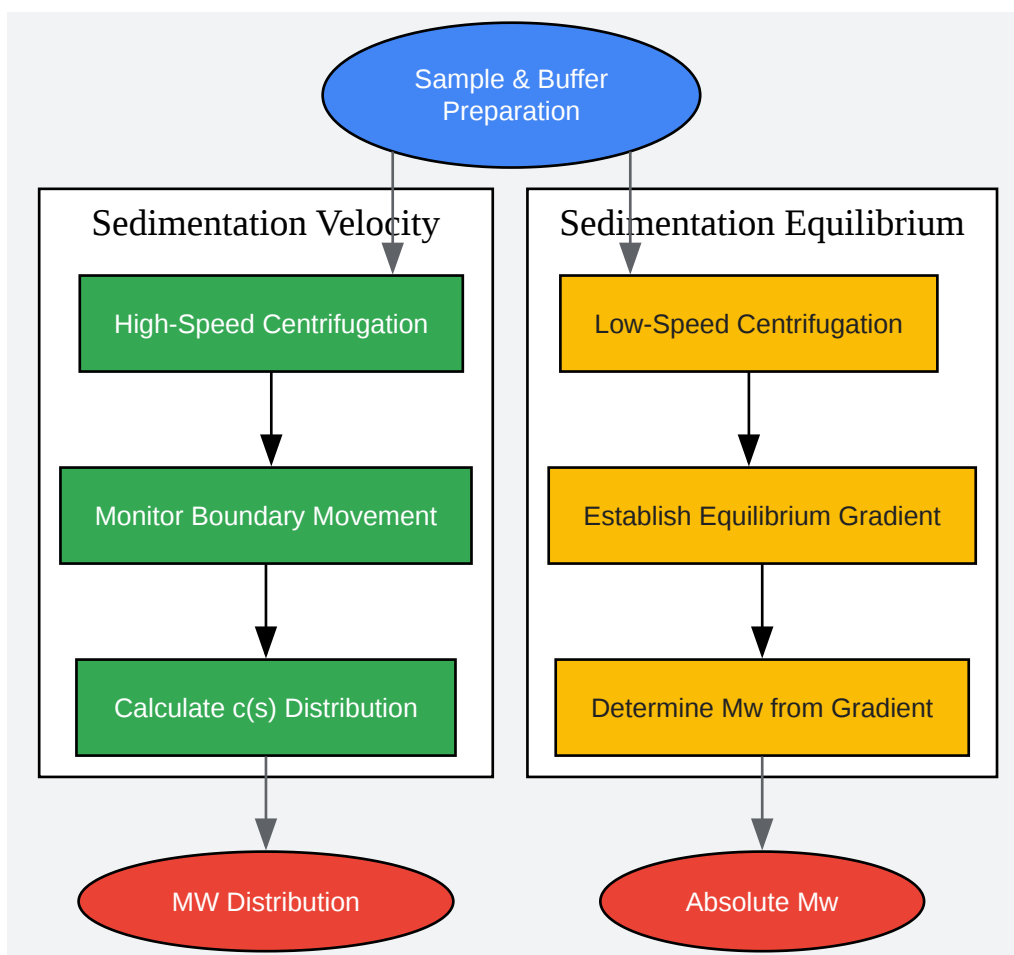 Sample & Buffer
Preparation
Sedimentation Velocity
High-Speed Centrifugation
Monitor Boundary Movement
Calculate c(s) Distribution
MW Distribution
Sedimentation Equilibrium
Low-Speed Centrifugation
Establish Equilibrium Gradient
Determine Mw from Gradient
Absolute Mw